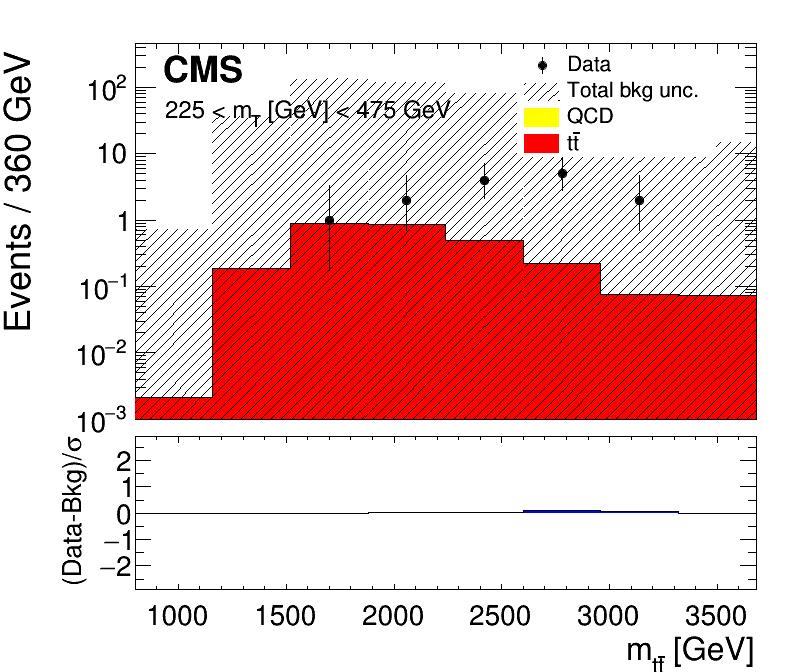 CMS
225 < m_T [GeV] < 475 GeV
Data
Total bkg unc.
QCD
tt̄
Events / 360 GeV
10²
10
1
10⁻¹
10⁻²
10⁻³
(Data-Bkg)/σ
2
1
0
−1
−2
1000 1500 2000 2500 3000 3500
m_tt̄ [GeV]